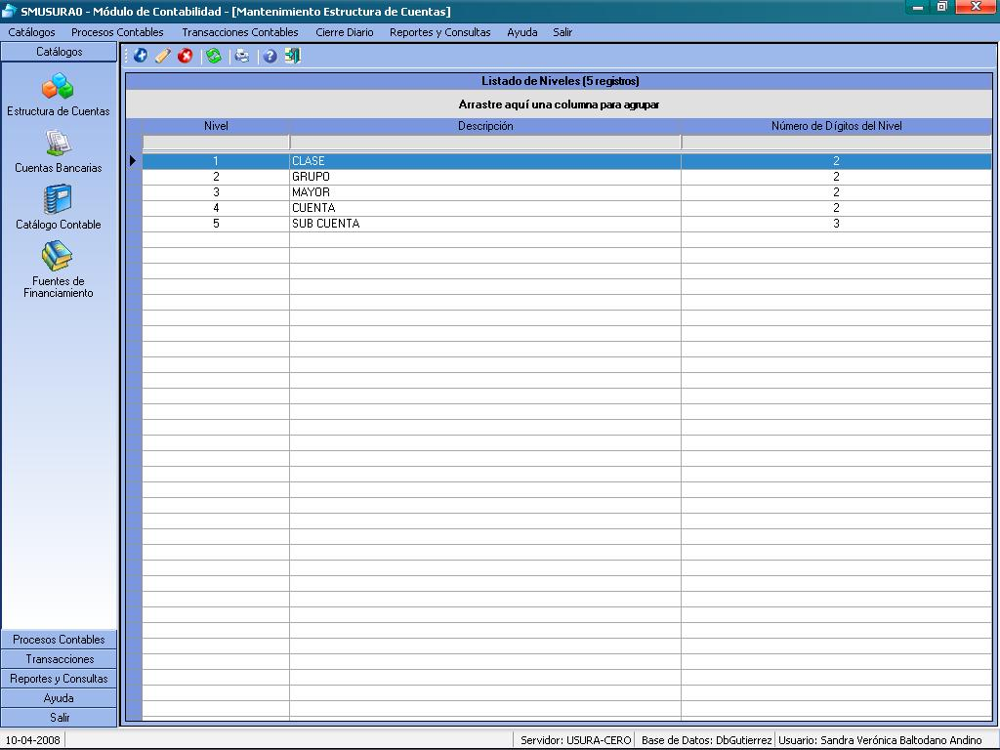 SMUSURA0 - Módulo de Contabilidad - [Mantenimiento Estructura de Cuentas]
Catálogos Procesos Contables Transacciones Contables Cierre Diario Reportes y Consultas Ayuda Salir
Catálogos
Estructura de Cuentas
Cuentas Bancarias
Catálogo Contable
Fuentes de
Financiamiento
Procesos Contables
Transacciones
Reportes y Consultas
Ayuda
Salir
Listado de Niveles (5 registros)
Arrastre aquí una columna para agrupar
Nivel Descripción Número de Dígitos del Nivel
1 CLASE 2
2 GRUPO 2
3 MAYOR 2
4 CUENTA 2
5 SUB CUENTA 3
10-04-2008 Servidor: USURA-CERO Base de Datos: DbGutierrez Usuario: Sandra Verónica Baltodano Andino